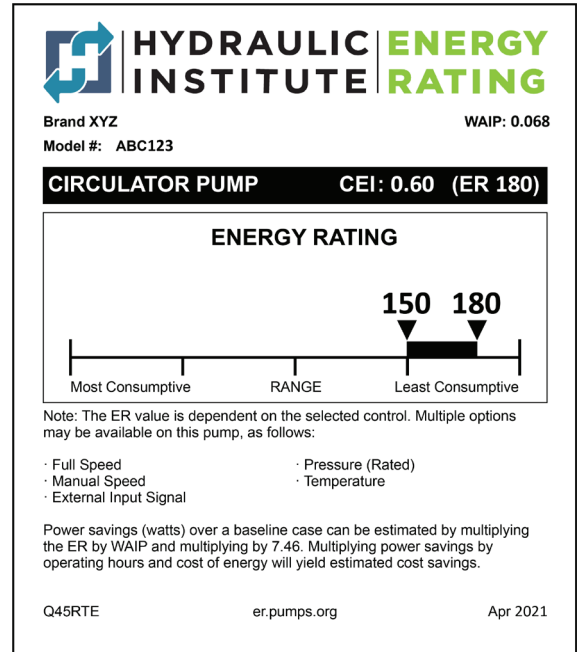 HYDRAULIC ENERGY
INSTITUTE RATING
Brand XYZ WAIP: 0.068
Model #: ABC123
CIRCULATOR PUMP CEI: 0.60 (ER 180)
ENERGY RATING
150 180
Most Consumptive RANGE Least Consumptive
Note: The ER value is dependent on the selected control. Multiple options
may be available on this pump, as follows:
· Full Speed · Pressure (Rated)
· Manual Speed · Temperature
· External Input Signal
Power savings (watts) over a baseline case can be estimated by multiplying
the ER by WAIP and multiplying by 7.46. Multiplying power savings by
operating hours and cost of energy will yield estimated cost savings.
Q45RTE er.pumps.org Apr 2021